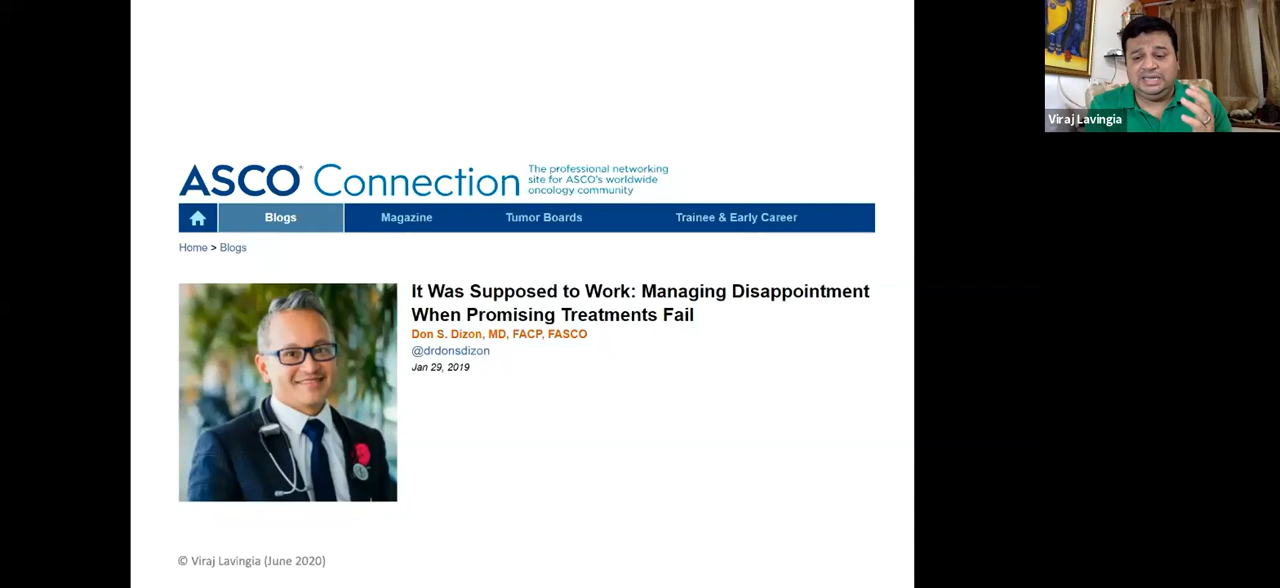 Viraj Lavingia
ASCO Connection
The professional networking
site for ASCO's worldwide
oncology community
Blogs Magazine Tumor Boards Trainee & Early Career
Home > Blogs
It Was Supposed to Work: Managing Disappointment
When Promising Treatments Fail
Don S. Dizon, MD, FACP, FASCO
@drdonsdizon
Jan 29, 2019
© Viraj Lavingia (June 2020)